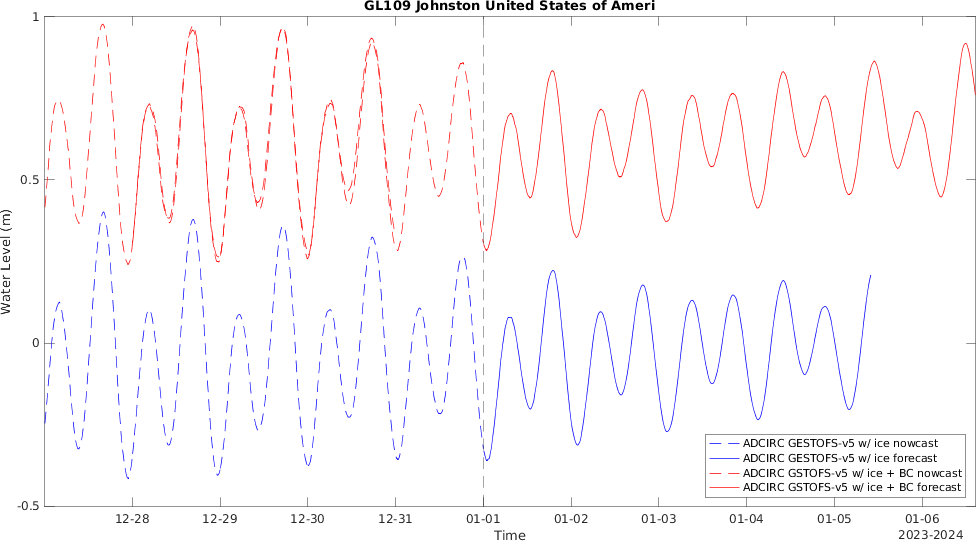 GL109 Johnston United States of Ameri
1
0.5
0
-0.5
Water Level (m)
ADCIRC GESTOFS-v5 w/ ice nowcast
ADCIRC GESTOFS-v5 w/ ice forecast
ADCIRC GSTOFS-v5 w/ ice + BC nowcast
ADCIRC GSTOFS-v5 w/ ice + BC forecast
12-28 12-29 12-30 12-31 01-01 01-02 01-03 01-04 01-05 01-06
Time
2023-2024